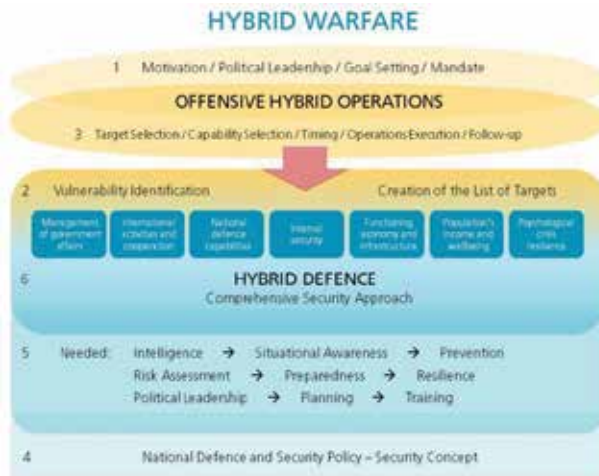 HYBRID WARFARE
1 Motivation / Political Leadership / Goal Setting / Mandate
OFFENSIVE HYBRID OPERATIONS
3 Target Selection / Capability Selection / Timing / Operations Execution / Follow-up
2 Vulnerability Identification Creation of the List of Targets
Management of government affairs
International activities and cooperation
National defence capabilities
Internal security
Functioning economy and infrastructure
Population's income and wellbeing
Psychological crisis resilience
6 HYBRID DEFENCE
Comprehensive Security Approach
5 Needed: Intelligence → Situational Awareness → Prevention
Risk Assessment → Preparedness → Resilience
Political Leadership → Planning → Training
4 National Defence and Security Policy – Security Concept